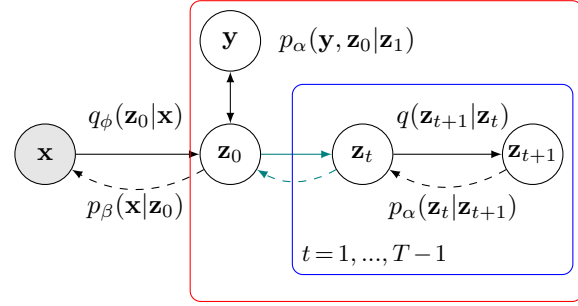 y
pα(y, z0|z1)
qϕ(z0|x)
q(zt+1|zt)
x
z0
zt
zt+1
pβ(x|z0)
pα(zt|zt+1)
t = 1, ..., T − 1